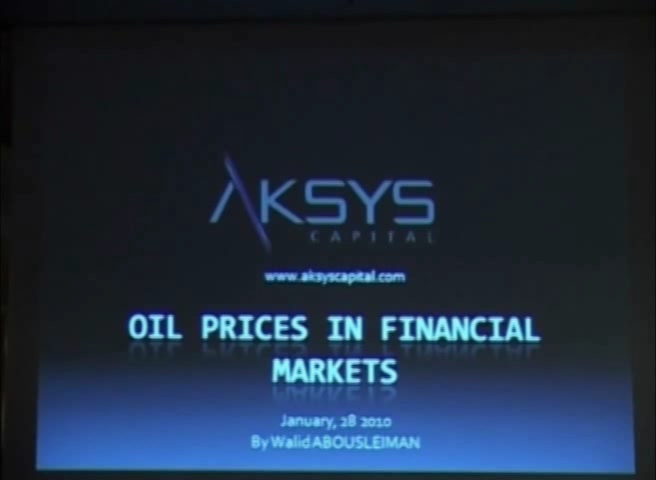 AKSYS
CAPITAL
www.aksyscapital.com
OIL PRICES IN FINANCIAL
MARKETS
January, 28 2010
By Walid ABOUSLEIMAN